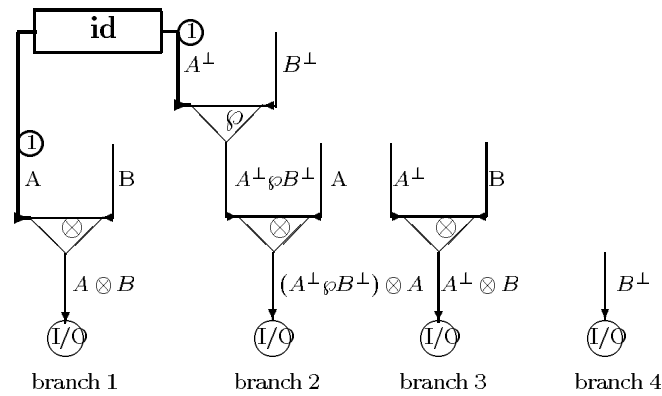 id
1
A⊥ B⊥
℘
1
A B A⊥℘B⊥ A A⊥ B
⊗ ⊗ ⊗
A ⊗ B (A⊥℘B⊥) ⊗ A A⊥ ⊗ B B⊥
I/O I/O I/O I/O
branch 1 branch 2 branch 3 branch 4